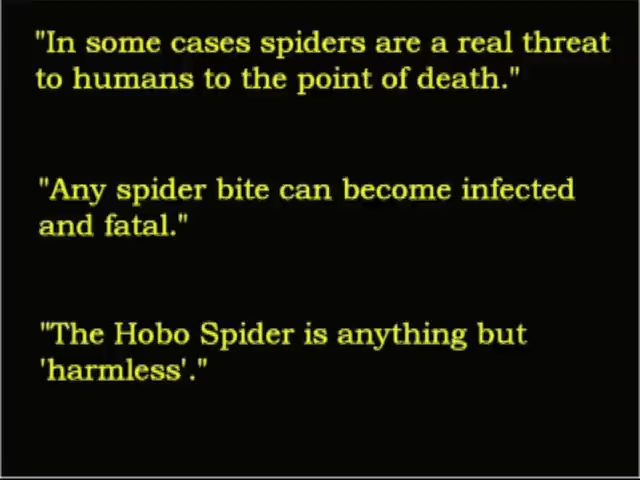 "In some cases spiders are a real threat
to humans to the point of death."
"Any spider bite can become infected
and fatal."
"The Hobo Spider is anything but
'harmless'."